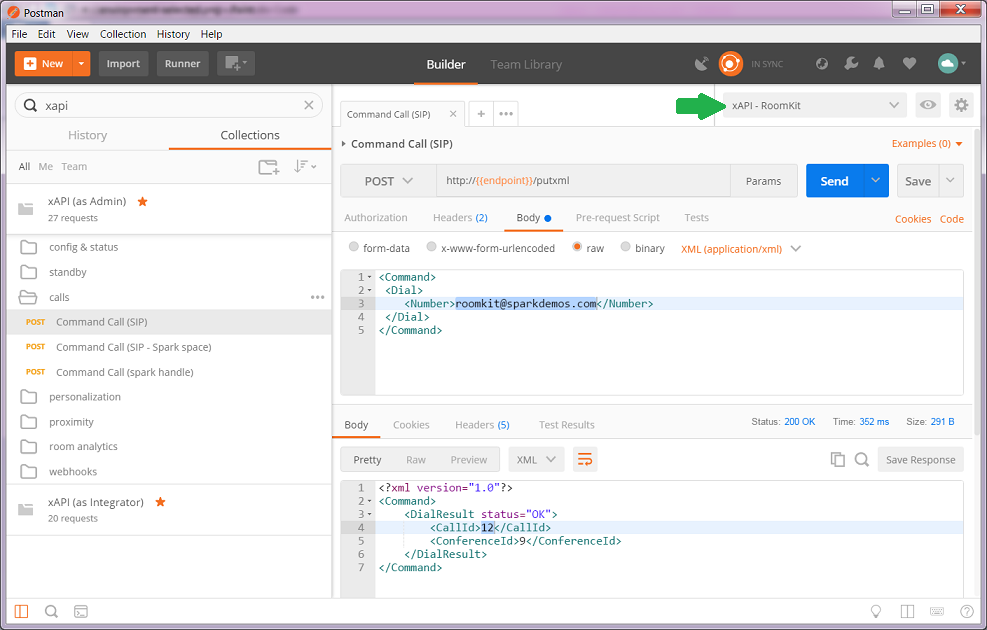 Postman
File Edit View Collection History Help
New Import Runner Builder Team Library IN SYNC
xapi
History Collections
All Me Team
xAPI (as Admin)
27 requests
config & status
standby
calls
POST Command Call (SIP)
POST Command Call (SIP - Spark space)
POST Command Call (spark handle)
personalization
proximity
room analytics
webhooks
xAPI (as Integrator)
20 requests
Command Call (SIP) xAPI - RoomKit
Command Call (SIP) Examples (0)
POST http://{{endpoint}}/putxml Params Send Save
Authorization Headers (2) Body Pre-request Script Tests Cookies Code
form-data x-www-form-urlencoded raw binary XML (application/xml)
1 <Command>
2 <Dial>
3 <Number>roomkit@sparkdemos.com</Number>
4 </Dial>
5 </Command>
Body Cookies Headers (5) Test Results Status: 200 OK Time: 352 ms Size: 291 B
Pretty Raw Preview XML Save Response
1 <?xml version="1.0"?>
2 <Command>
3 <DialResult status="OK">
4 <CallId>12</CallId>
5 <ConferenceId>9</ConferenceId>
6 </DialResult>
7 </Command>